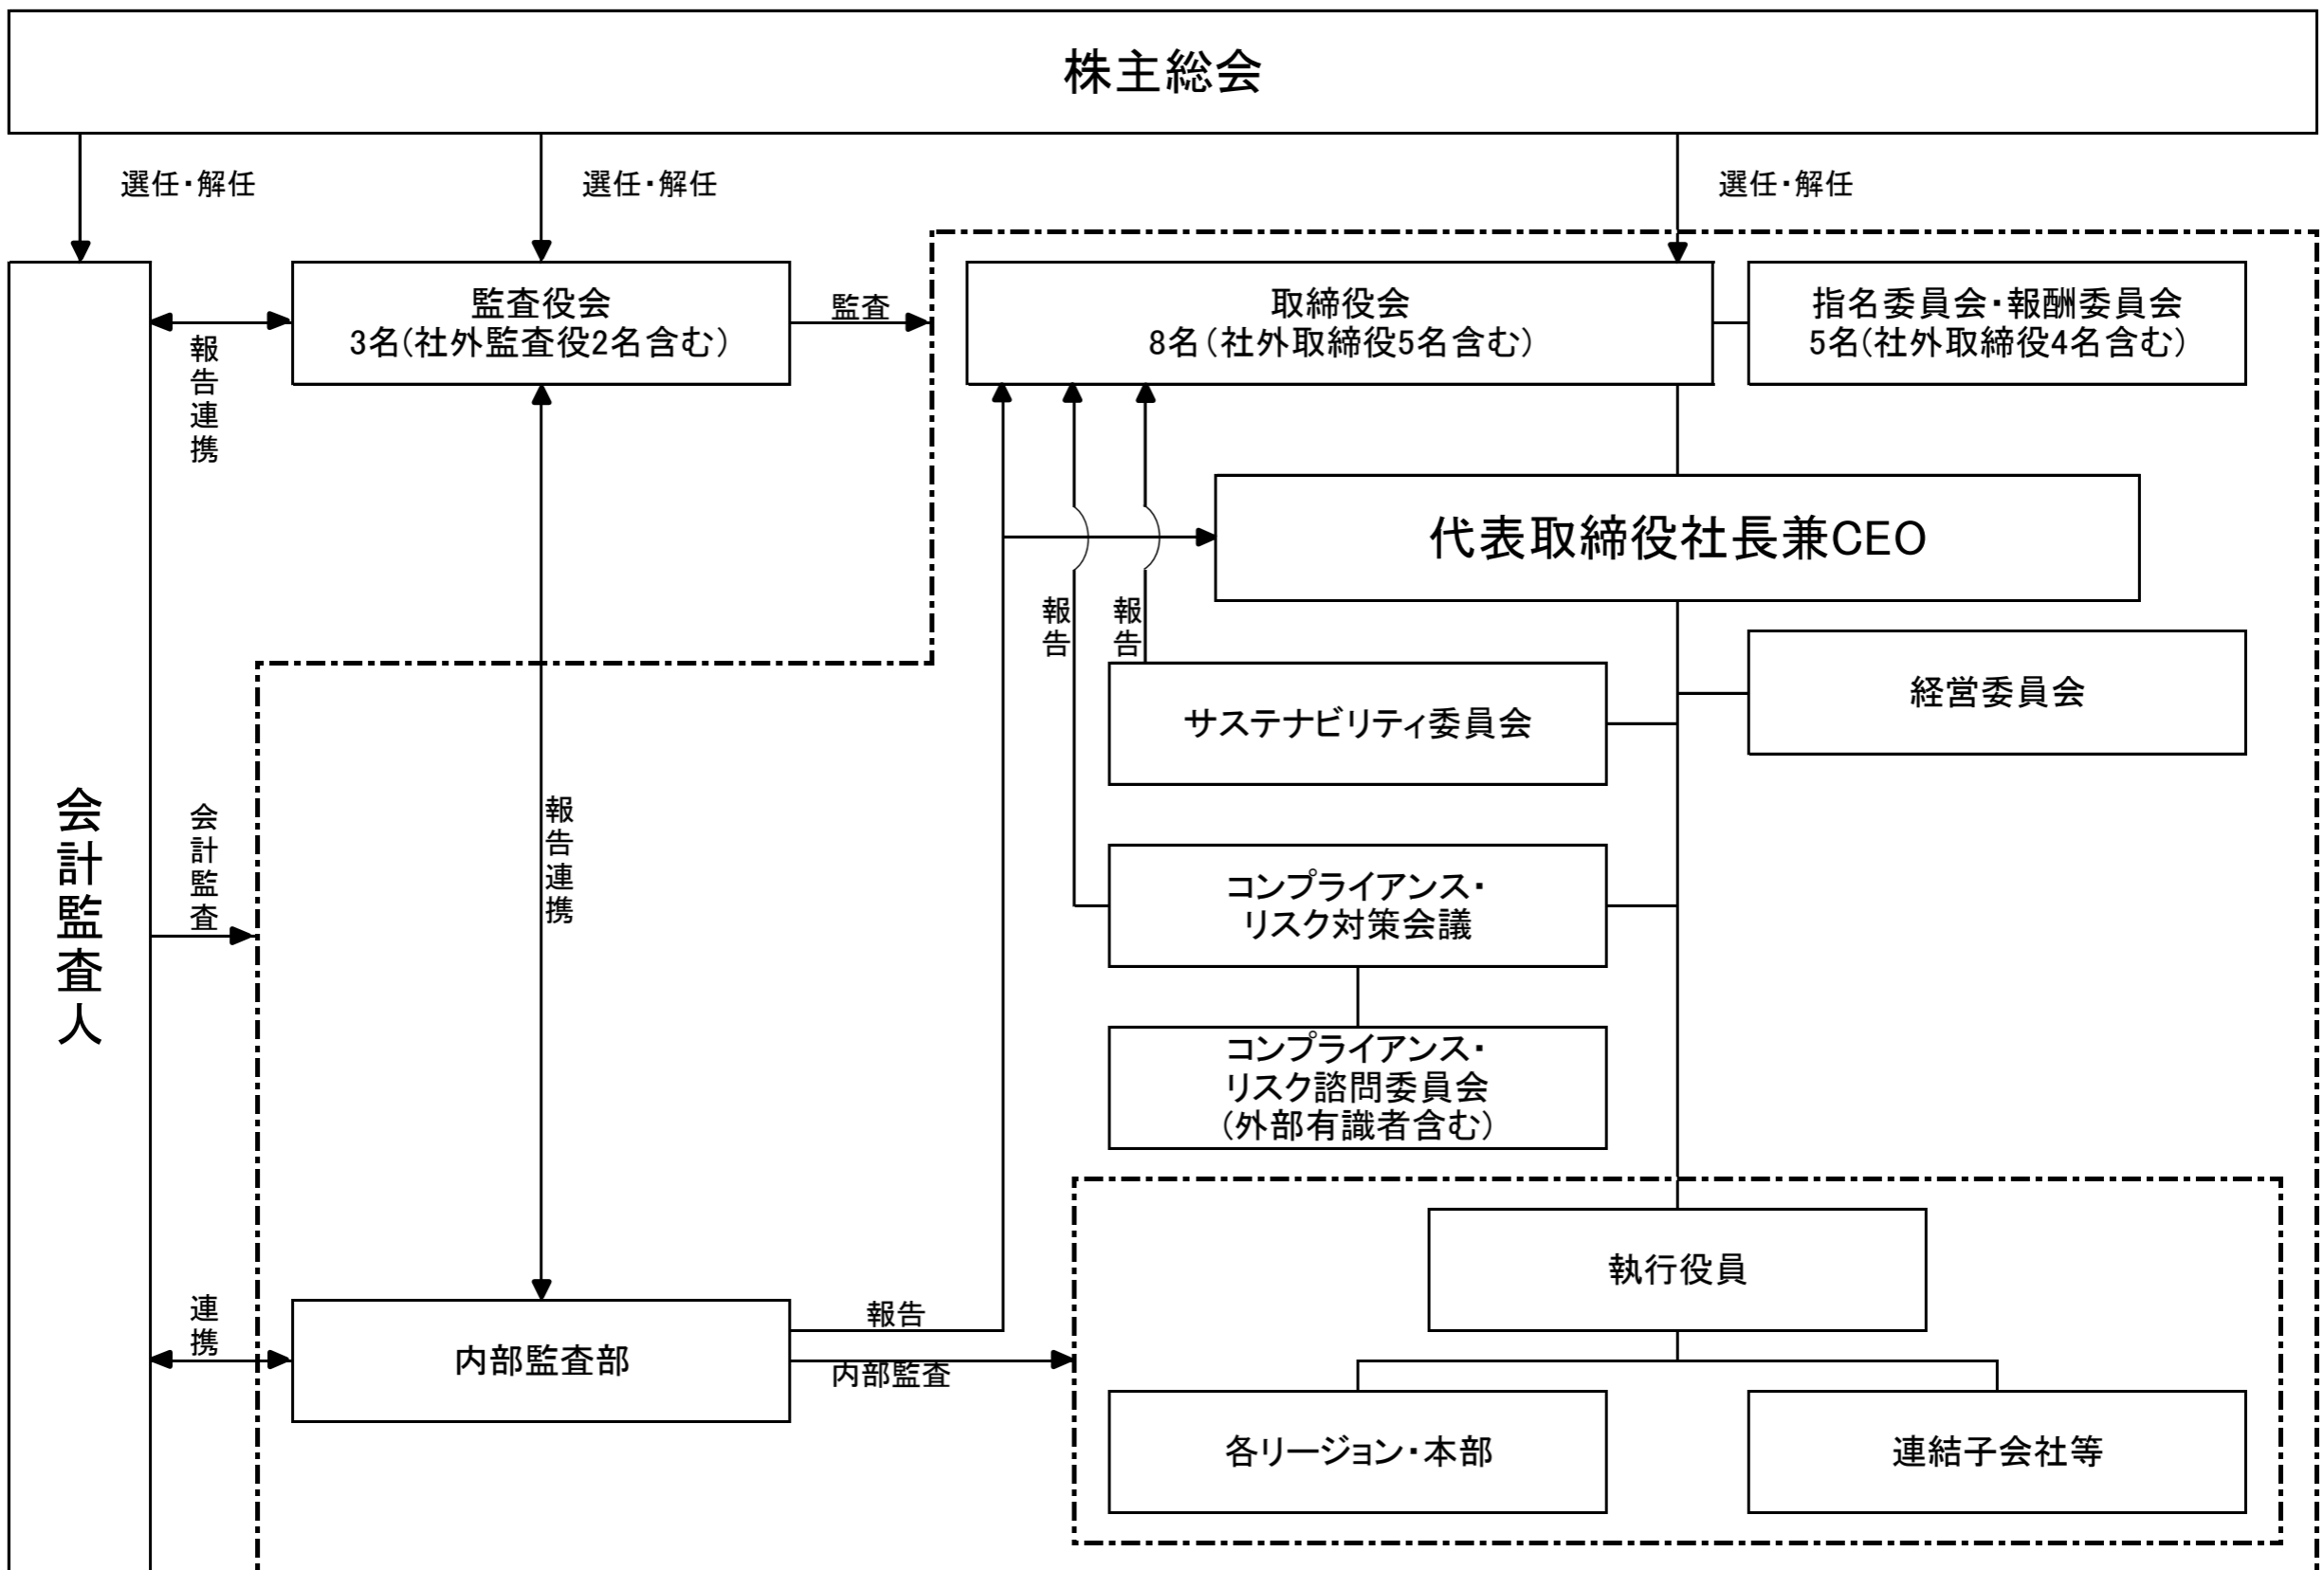 株主総会
選任・解任
選任・解任
選任・解任
監査役会
3名(社外監査役2名含む)
監査
取締役会
8名(社外取締役5名含む)
指名委員会・報酬委員会
5名(社外取締役4名含む)
報告連携
代表取締役社長兼CEO
報告
報告
経営委員会
サステナビリティ委員会
会計監査人
会計監査
報告連携
コンプライアンス・
リスク対策会議
コンプライアンス・
リスク諮問委員会
(外部有識者含む)
執行役員
連携
内部監査部
報告
内部監査
各リージョン・本部
連結子会社等